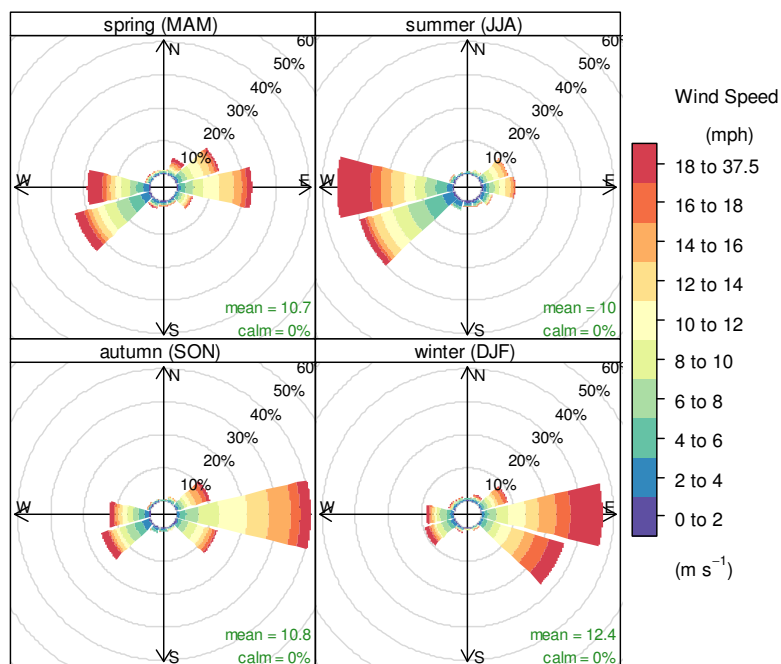 spring (MAM)
N
60
50%
40%
30%
20%
10%
W
E
S
mean = 10.7
calm = 0%
summer (JJA)
N
60
50%
40%
30%
20%
10%
W
E
S
mean = 10
calm = 0%
autumn (SON)
N
60
50%
40%
30%
20%
10%
W
E
S
mean = 10.8
calm = 0%
winter (DJF)
N
60
50%
40%
30%
20%
10%
W
E
S
mean = 12.4
calm = 0%
Wind Speed
(mph)
18 to 37.5
16 to 18
14 to 16
12 to 14
10 to 12
8 to 10
6 to 8
4 to 6
2 to 4
0 to 2
(m s⁻¹)